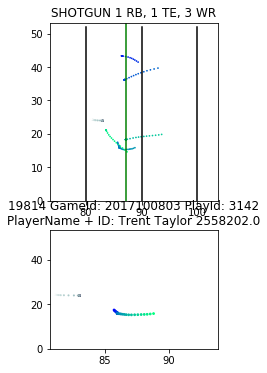 SHOTGUN 1 RB, 1 TE, 3 WR
50
40
30
20
10
0
80 90 100
19814 GameId: 2017100803 PlayId: 3142
PlayerName + ID: Trent Taylor 2558202.0
40
20
0
85 90